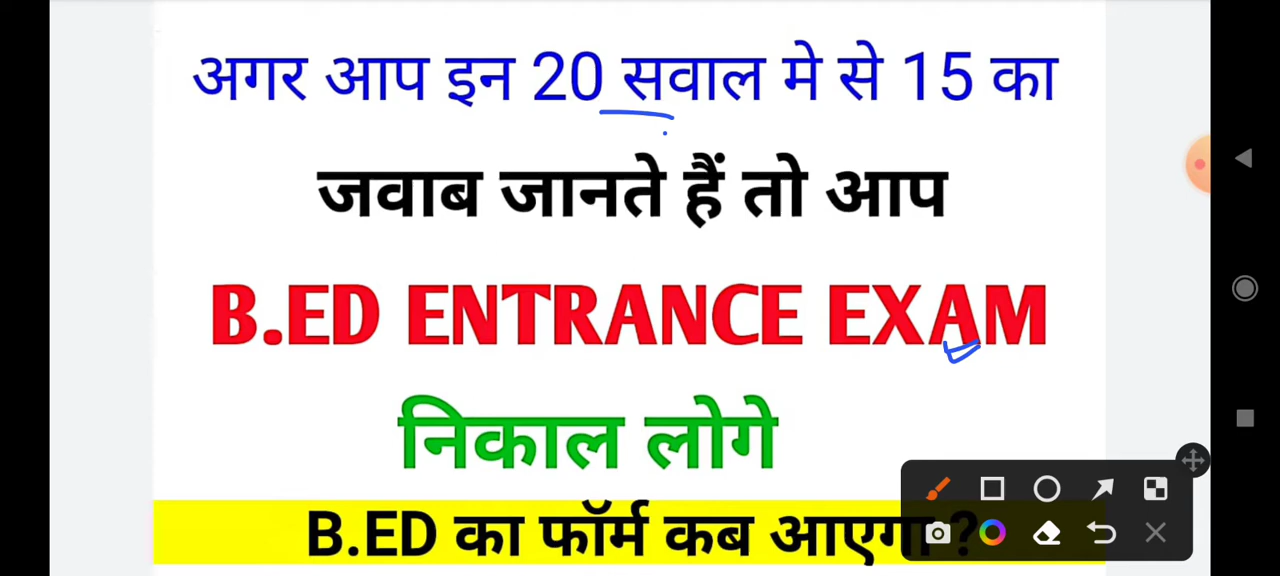 अगर आप इन 20 सवाल मे से 15 का
जवाब जानते हैं तो आप
B.ED ENTRANCE EXAM
निकाल लोगे
B.ED का फॉर्म कब आएगा ?